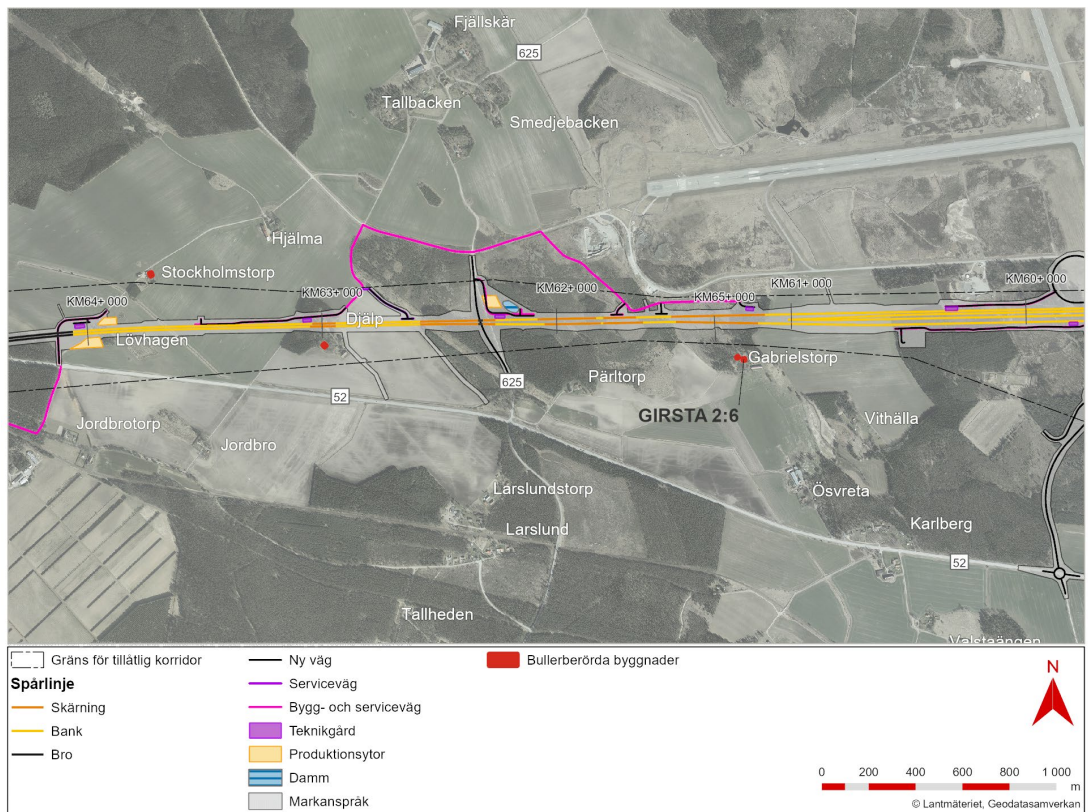 Fjällskär
625
Tallbacken
Smedjebacken
Hjälma
Stockholmstorp
KM64+ 000
KM63+ 000
KM62+ 000
KM65+ 000
KM61+ 000
KM60+ 000
Djälp
Lövhagen
Gabrielstorp
Pärltorp
625
52
GIRSTA 2:6
Vithälla
Jordbrotorp
Jordbro
Larslundstorp
Ösvreta
Larslund
Karlberg
52
Tallheden
Valstaängen
Gräns för tillåtlig korridor
Spårlinje
Skärning
Bank
Bro
Ny väg
Serviceväg
Bygg- och serviceväg
Teknikgård
Produktionsytor
Damm
Markanspråk
Bullerberörda byggnader
N
0 200 400 600 800 1 000
m
© Lantmäteriet, Geodatasamverkan